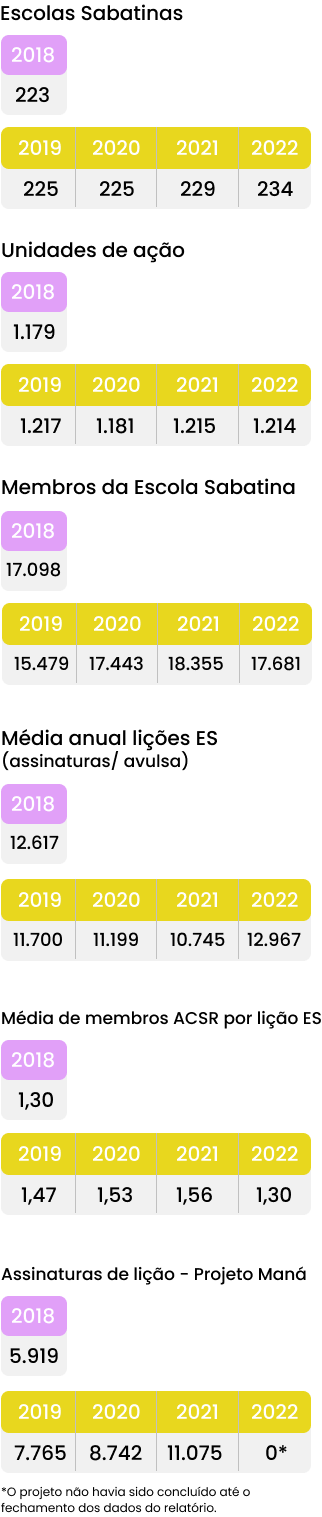 Escolas Sabatinas
2018
223
2019 2020 2021 2022
225 225 229 234
Unidades de ação
2018
1.179
2019 2020 2021 2022
1.217 1.181 1.215 1.214
Membros da Escola Sabatina
2018
17.098
2019 2020 2021 2022
15.479 17.443 18.355 17.681
Média anual lições ES
(assinaturas/ avulsa)
2018
12.617
2019 2020 2021 2022
11.700 11.199 10.745 12.967
Média de membros ACSR por lição ES
2018
1,30
2019 2020 2021 2022
1,47 1,53 1,56 1,30
Assinaturas de lição - Projeto Maná
2018
5.919
2019 2020 2021 2022
7.765 8.742 11.075 0*
*O projeto não havia sido concluído até o
fechamento dos dados do relatório.